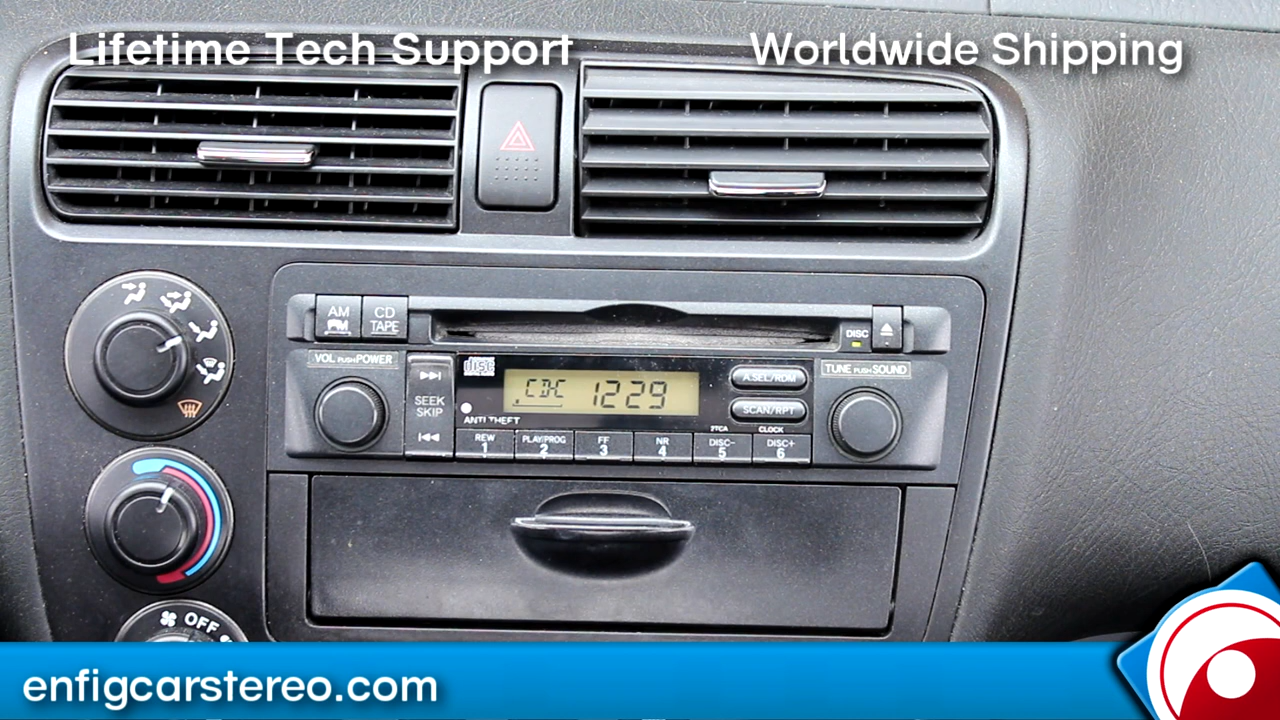 Lifetime Tech Support
Worldwide Shipping
AM
FM
CD
TAPE
DISC
VOL PUSH POWER
disc
TUNE PUSH SOUND
SEEK
SKIP
CDC 1229
A.SEL/RDM
SCAN/RPT
ANTI THEFT
CLOCK
REW
1
PLAY/PROG
2
FF
3
NR
4
DISC-
5
DISC+
6
OFF
enfigcarstereo.com